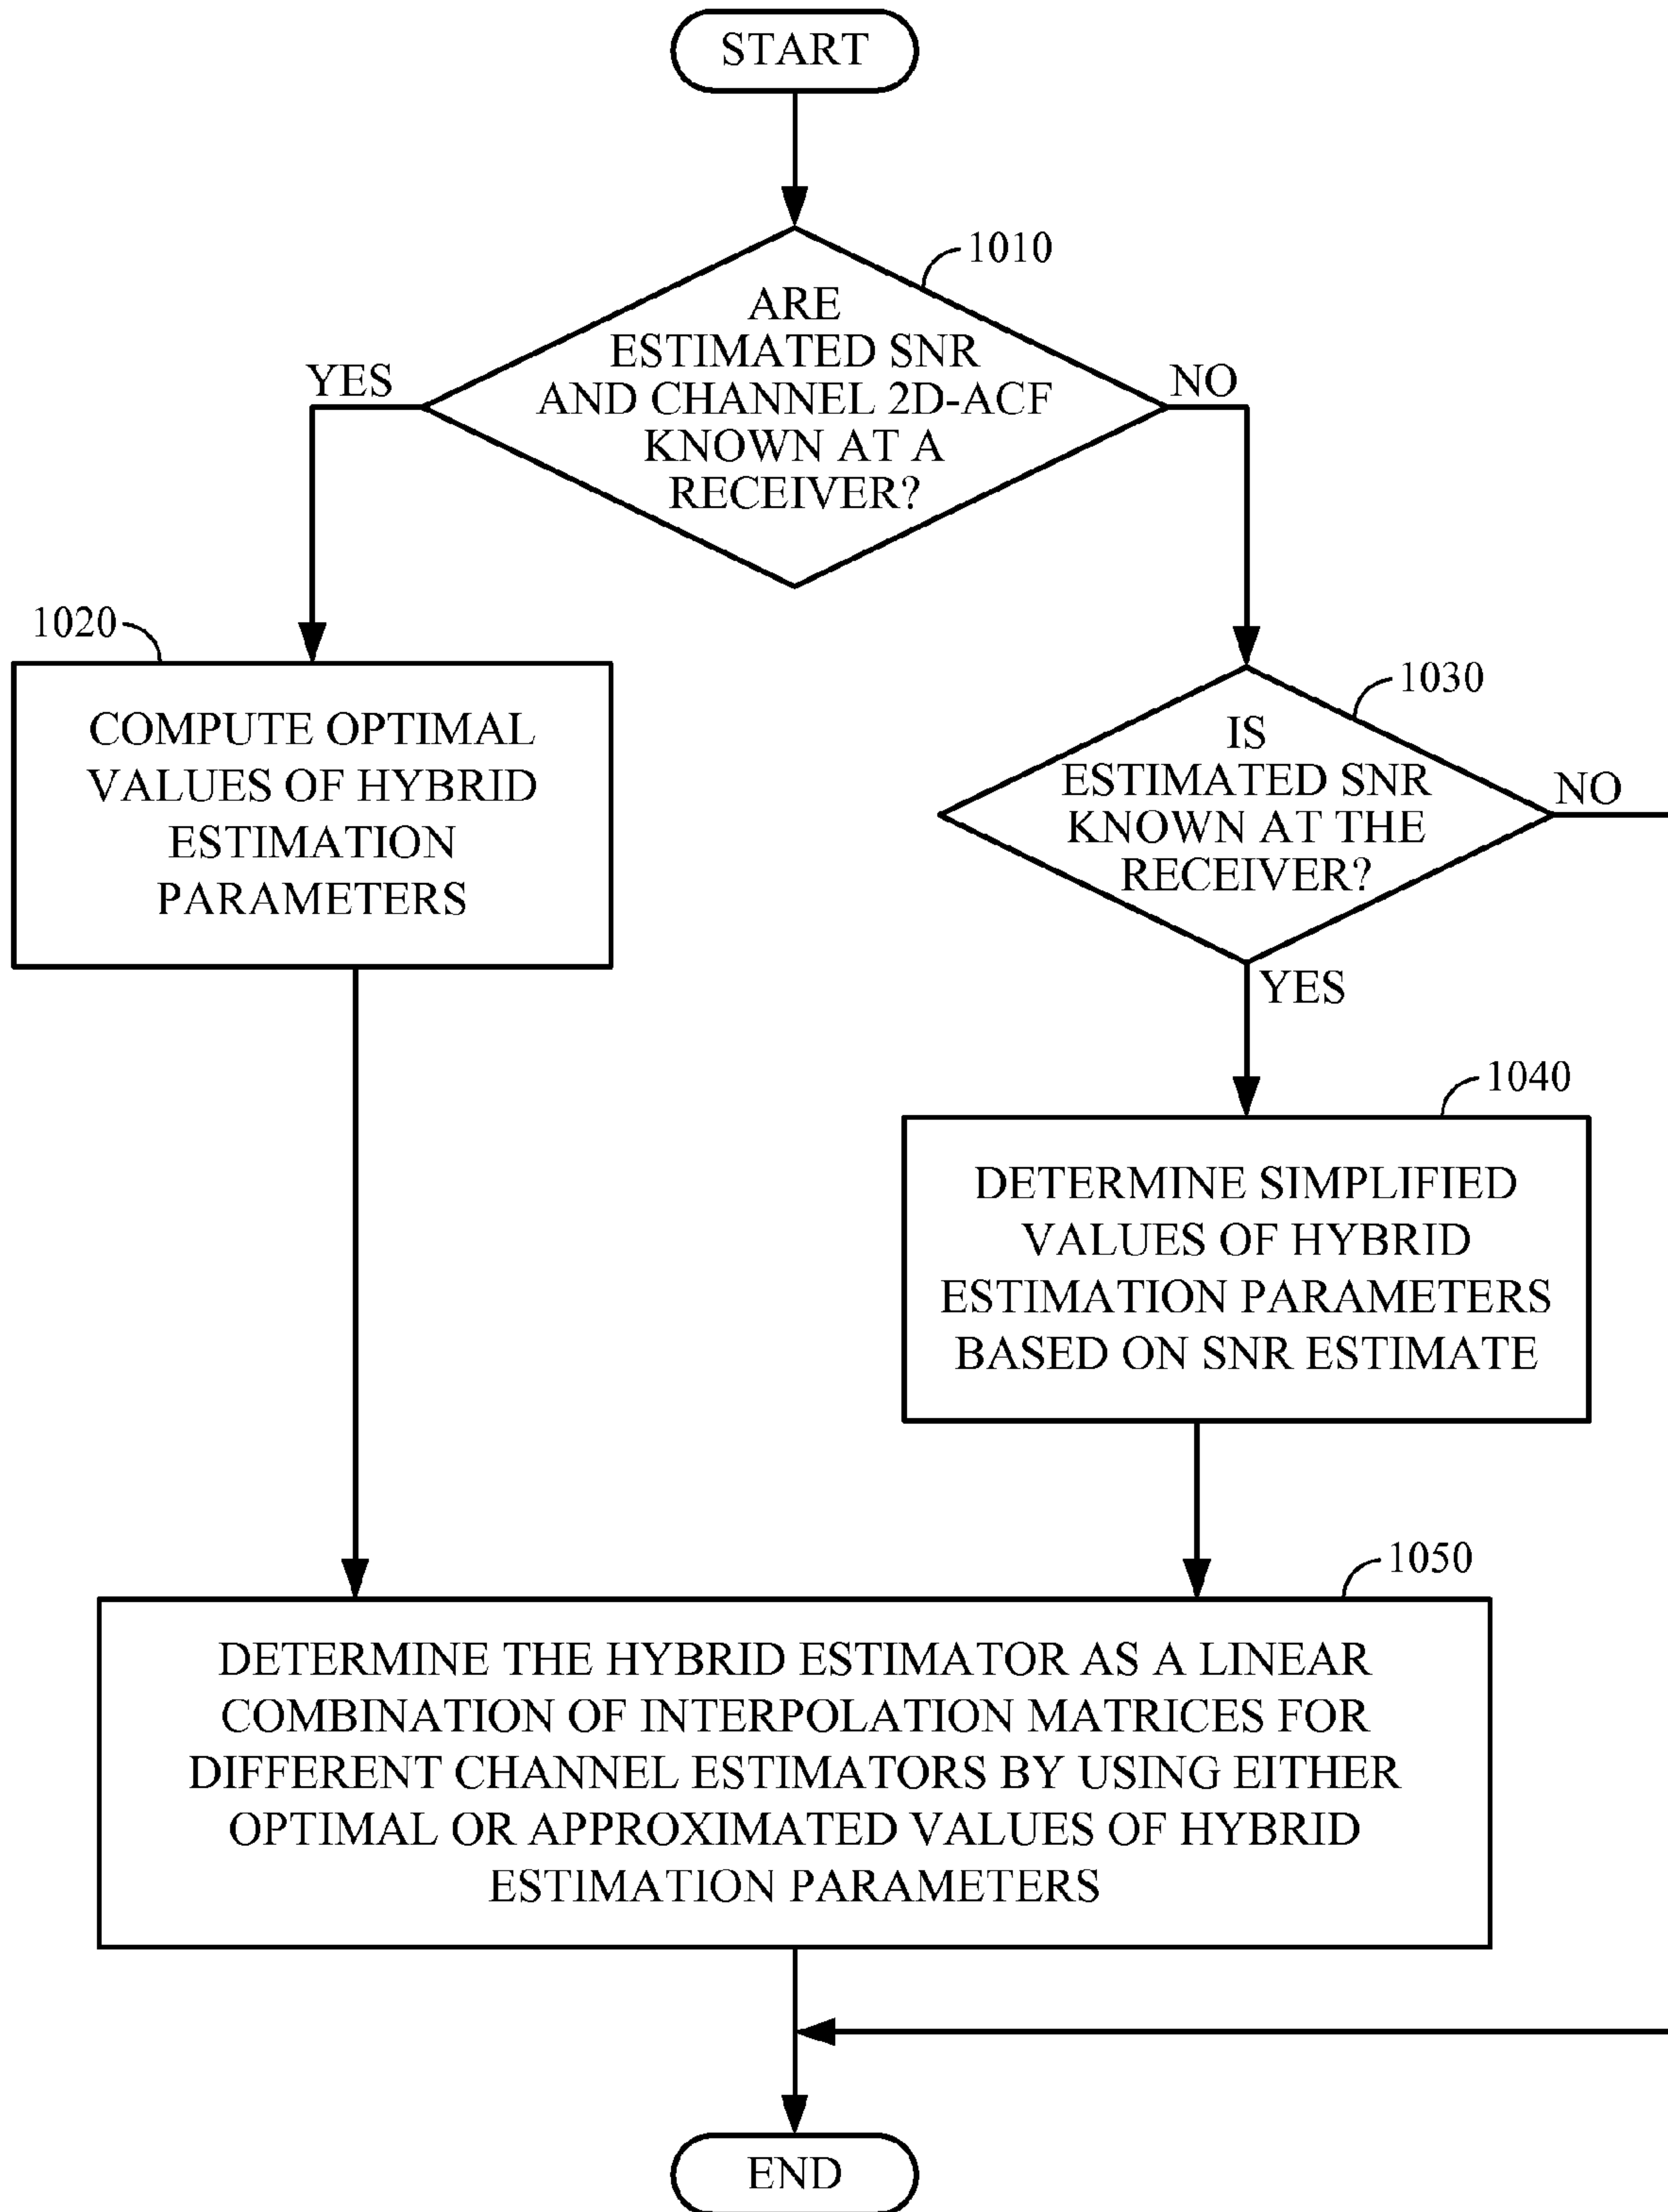 START
1010
ARE
ESTIMATED SNR
AND CHANNEL 2D-ACF
KNOWN AT A
RECEIVER?
YES
NO
1020
COMPUTE OPTIMAL
VALUES OF HYBRID
ESTIMATION
PARAMETERS
1030
IS
ESTIMATED SNR
KNOWN AT THE
RECEIVER?
NO
YES
1040
DETERMINE SIMPLIFIED
VALUES OF HYBRID
ESTIMATION PARAMETERS
BASED ON SNR ESTIMATE
1050
DETERMINE THE HYBRID ESTIMATOR AS A LINEAR
COMBINATION OF INTERPOLATION MATRICES FOR
DIFFERENT CHANNEL ESTIMATORS BY USING EITHER
OPTIMAL OR APPROXIMATED VALUES OF HYBRID
ESTIMATION PARAMETERS
END